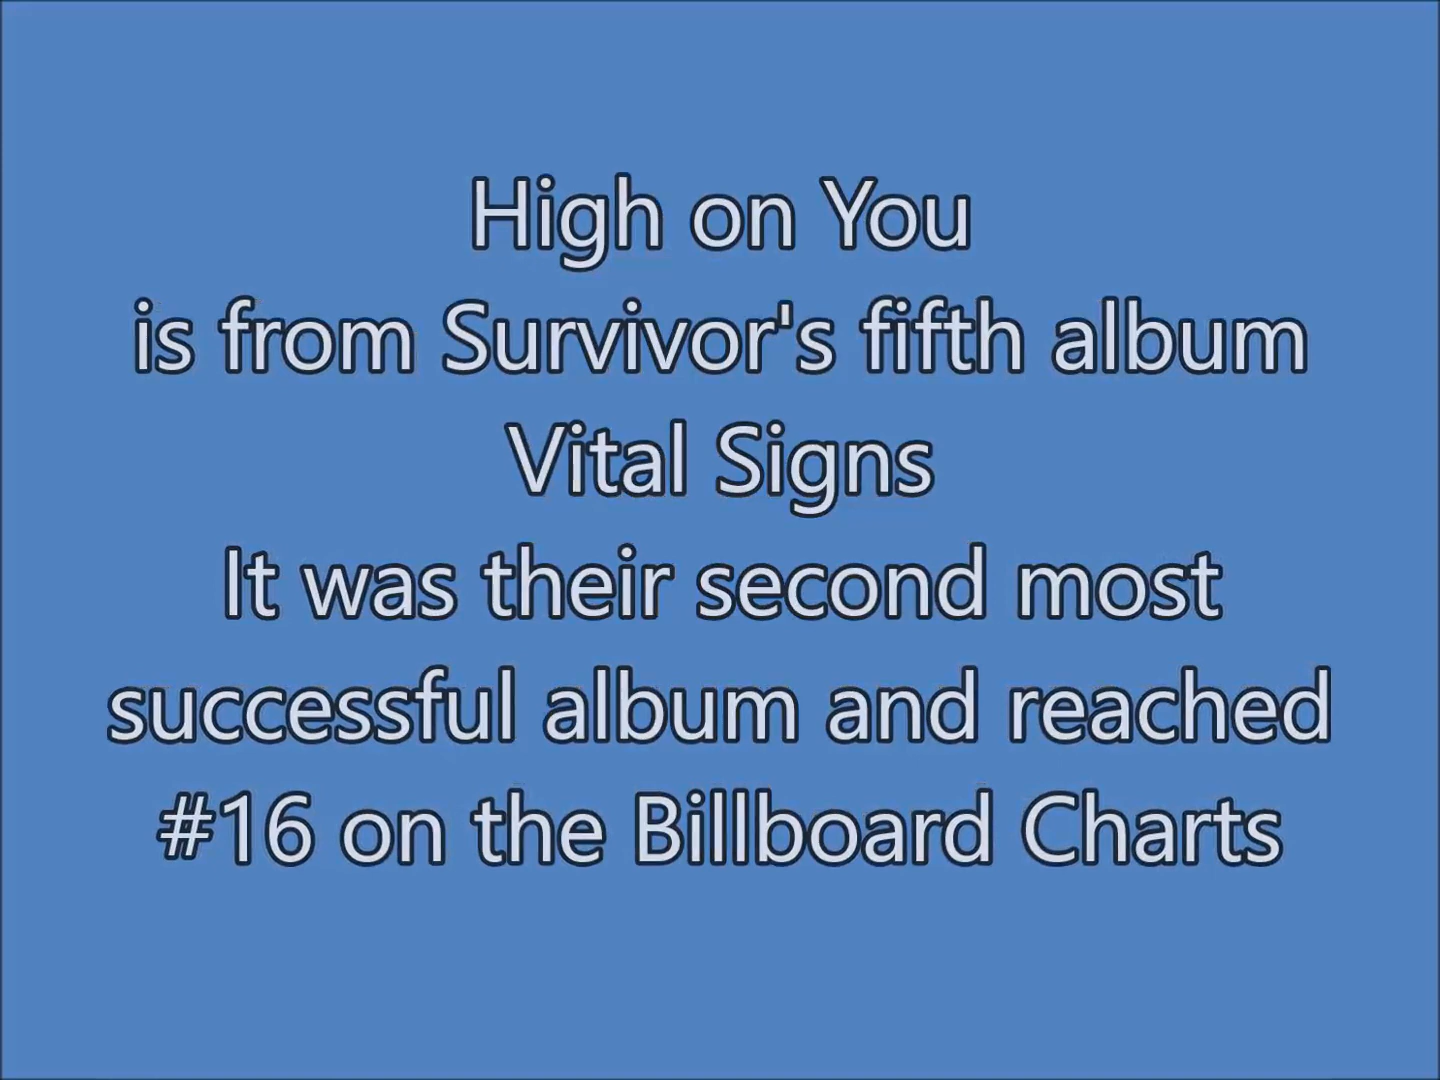 High on You
is from Survivor's fifth album
Vital Signs
It was their second most
successful album and reached
#16 on the Billboard Charts